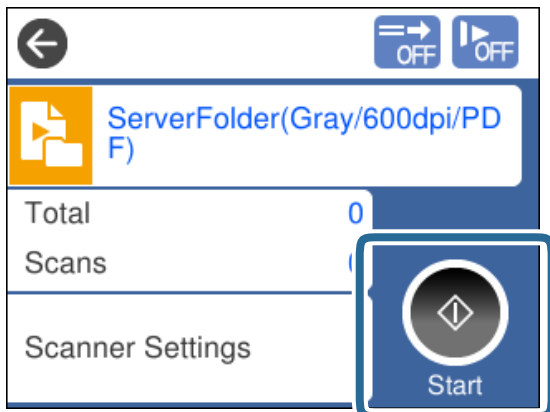 OFF OFF
ServerFolder(Gray/600dpi/PD
F)
Total 0
Scans
Scanner Settings
Start